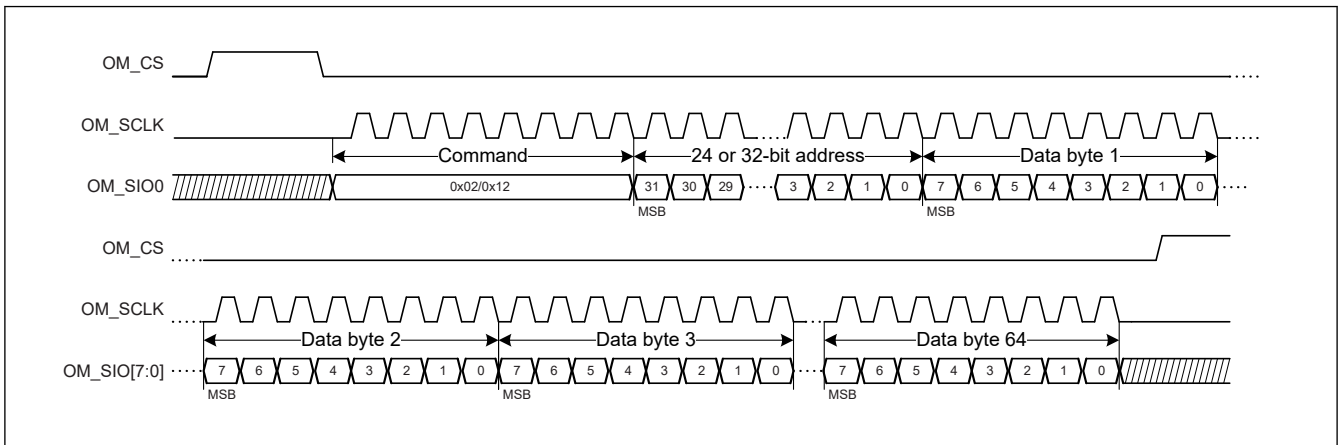 OM_CS
OM_SCLK
Command 24 or 32-bit address Data byte 1
OM_SIO0 0x02/0x12 31 30 29 3 2 1 0 7 6 5 4 3 2 1 0
MSB MSB
OM_CS
OM_SCLK
Data byte 2 Data byte 3 Data byte 64
OM_SIO[7:0] 7 6 5 4 3 2 1 0 7 6 5 4 3 2 1 0 7 6 5 4 3 2 1 0
MSB MSB MSB